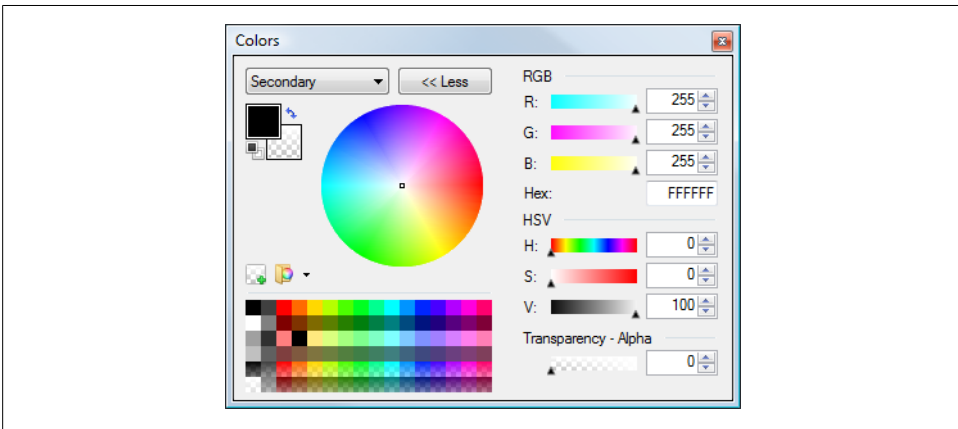 Colors
Secondary
<< Less
RGB
R: 255
G: 255
B: 255
Hex: FFFFFF
HSV
H: 0
S: 0
V: 100
Transparency - Alpha
0